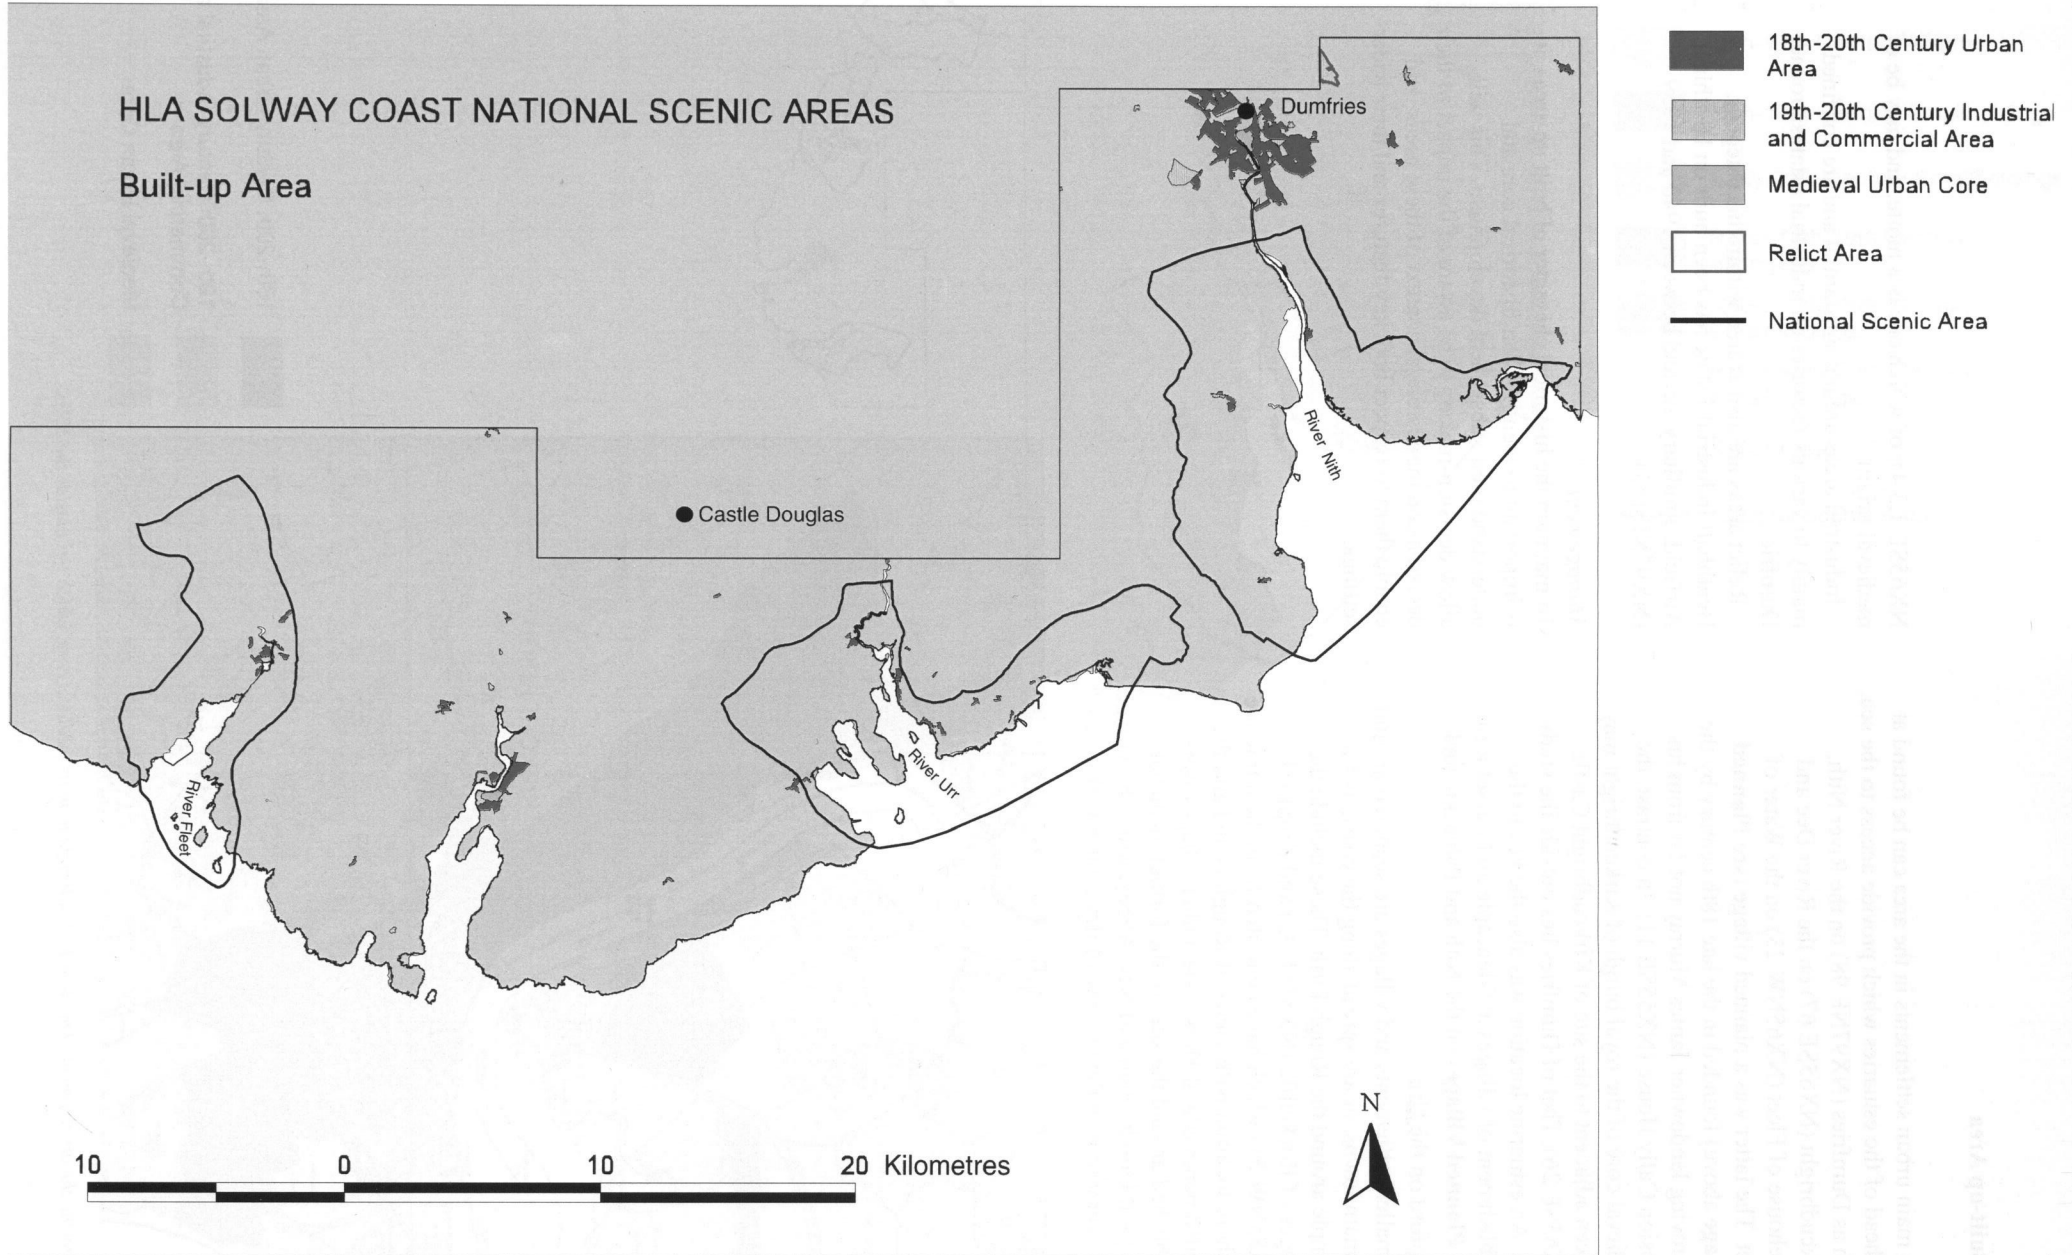 HLA SOLWAY COAST NATIONAL SCENIC AREAS
Built-up Area
Dumfries
Castle Douglas
River Nith
River Urr
River Fleet
18th-20th Century Urban
Area
19th-20th Century Industrial
and Commercial Area
Medieval Urban Core
Relict Area
National Scenic Area
N
10 0 10 20 Kilometres